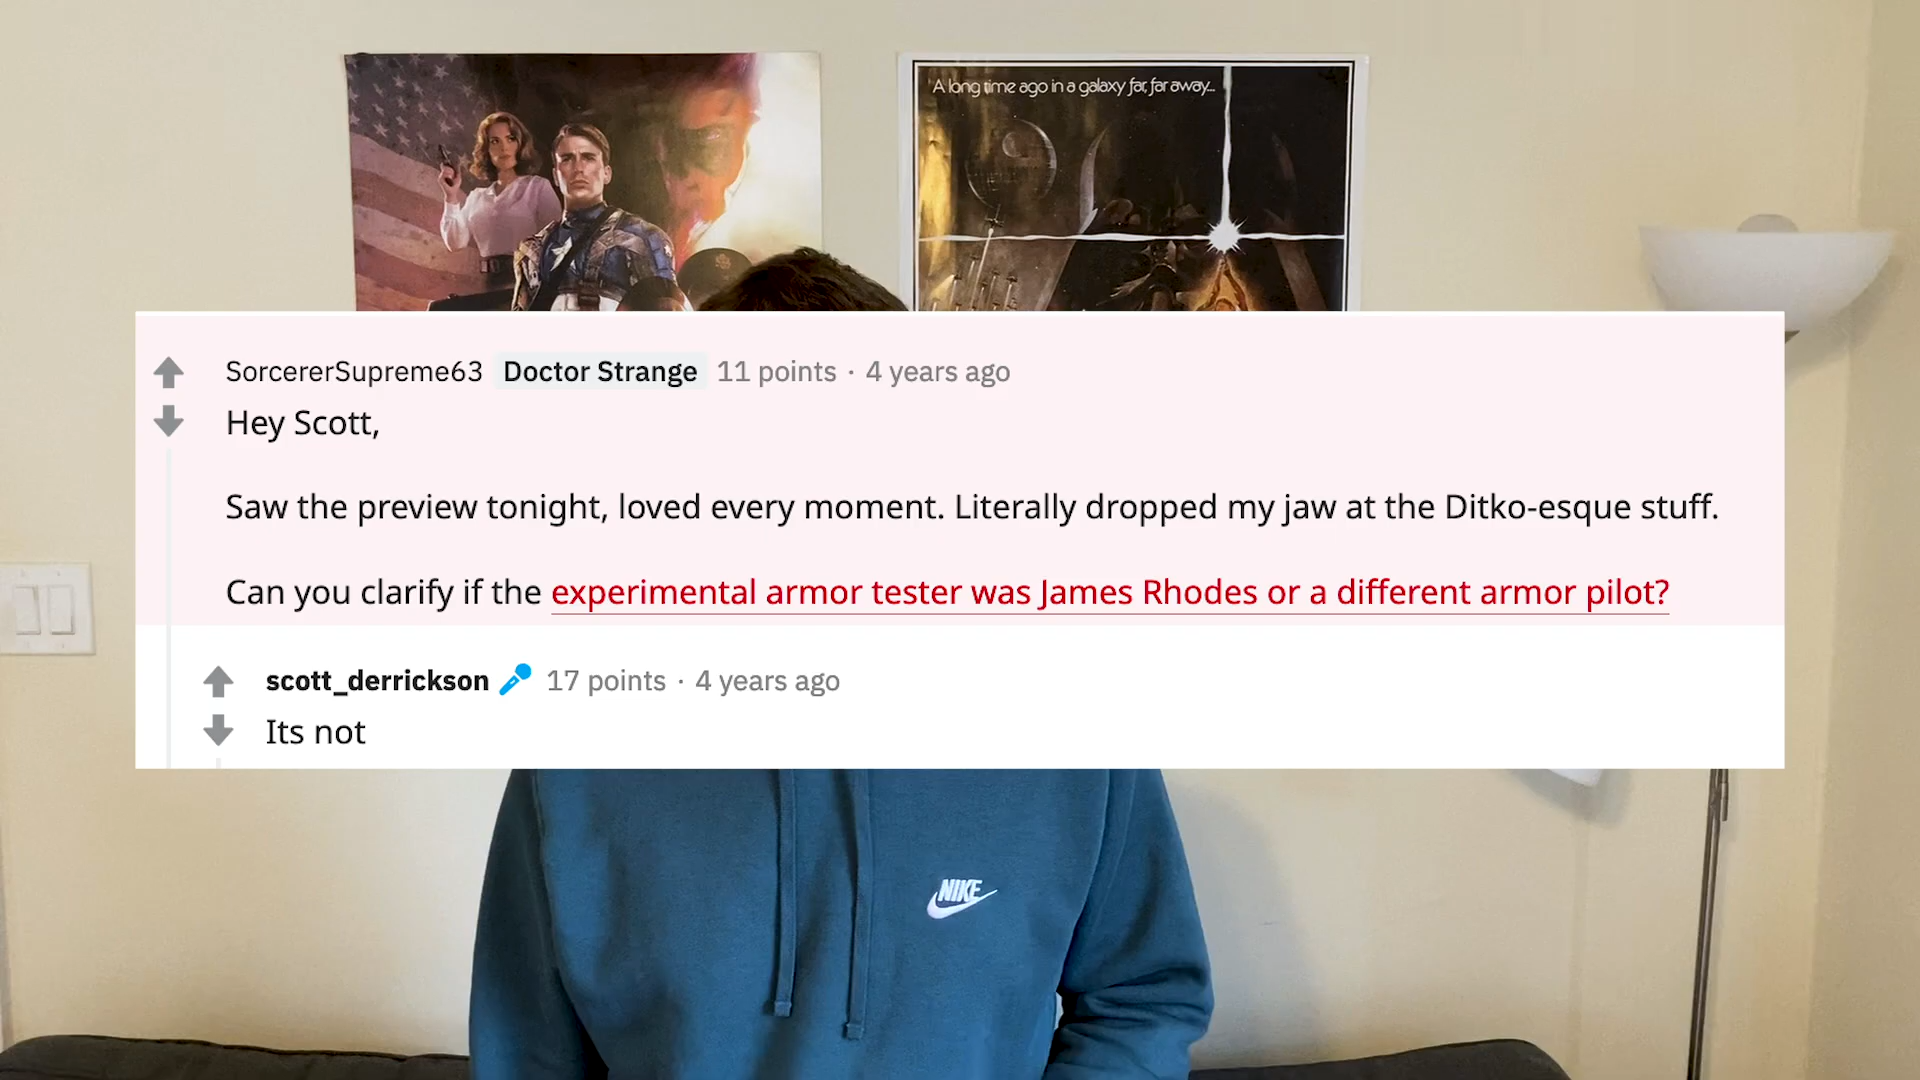 A long time ago in a galaxy far, far away...
SorcererSupreme63 Doctor Strange 11 points · 4 years ago
Hey Scott,
Saw the preview tonight, loved every moment. Literally dropped my jaw at the Ditko-esque stuff.
Can you clarify if the experimental armor tester was James Rhodes or a different armor pilot?
scott_derrickson 17 points · 4 years ago
Its not
NIKE